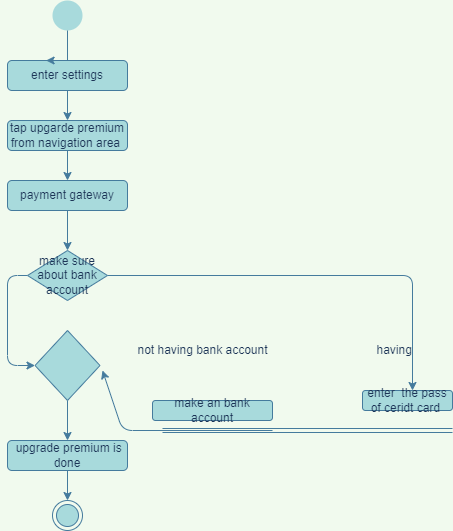 enter settings
tap upgarde premium
from navigation area
payment gateway
make sure
about bank
account
not having bank account
having
make an bank
account
enter the pass
of ceridt card
upgrade premium is
done